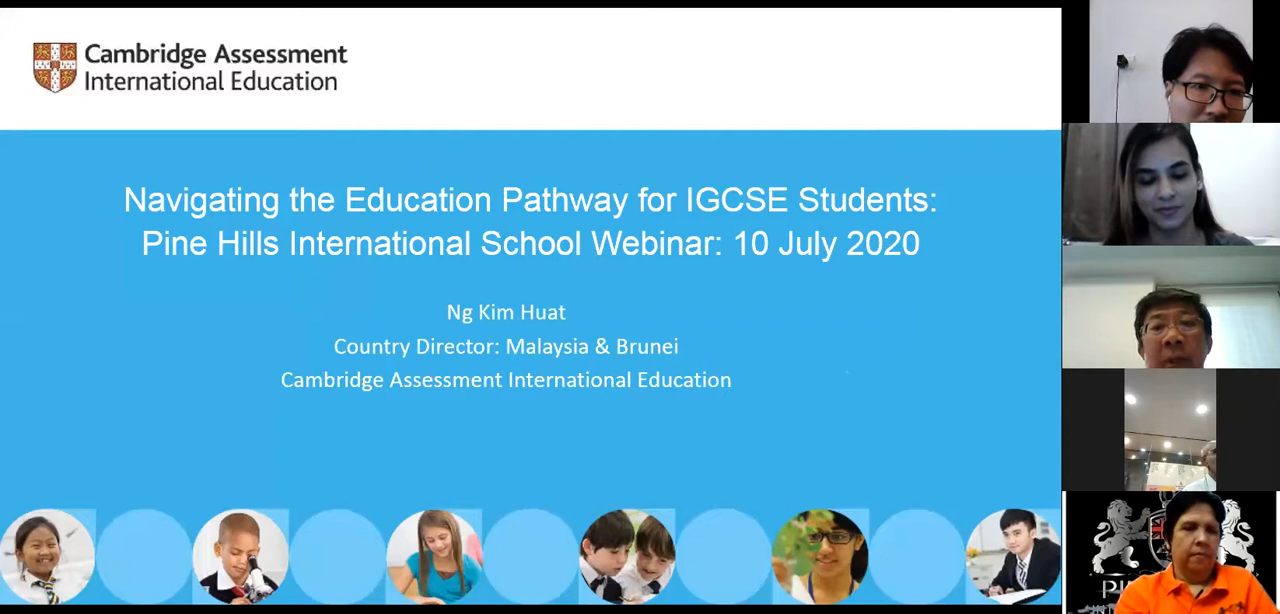 Cambridge Assessment
International Education
Navigating the Education Pathway for IGCSE Students:
Pine Hills International School Webinar: 10 July 2020
Ng Kim Huat
Country Director: Malaysia & Brunei
Cambridge Assessment International Education